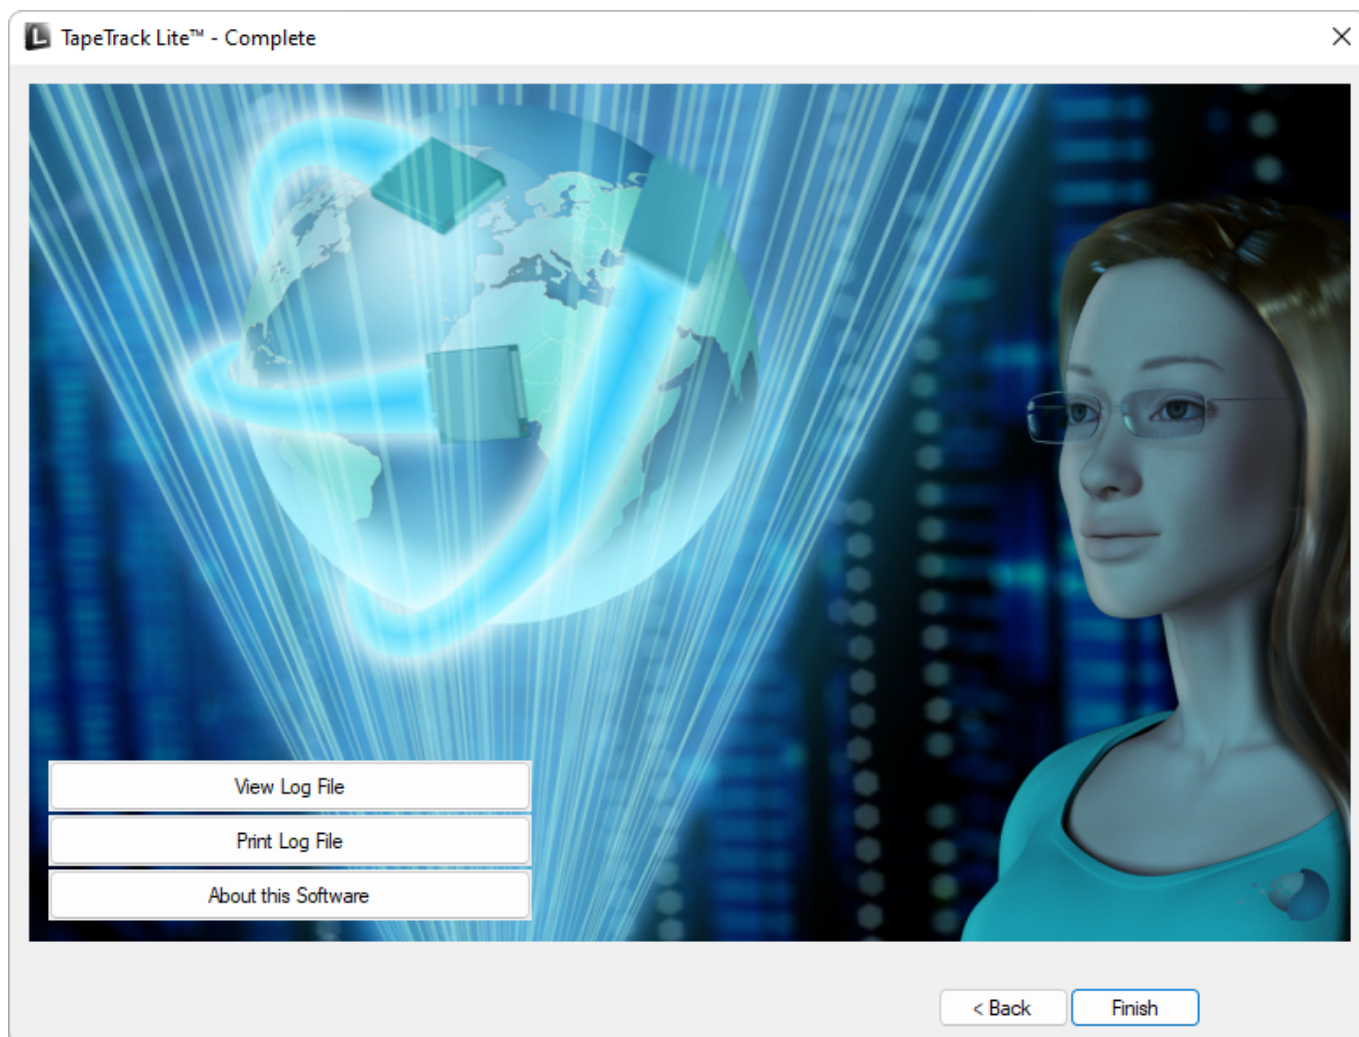 TapeTrack Lite™ - Complete
View Log File
Print Log File
About this Software
< Back
Finish